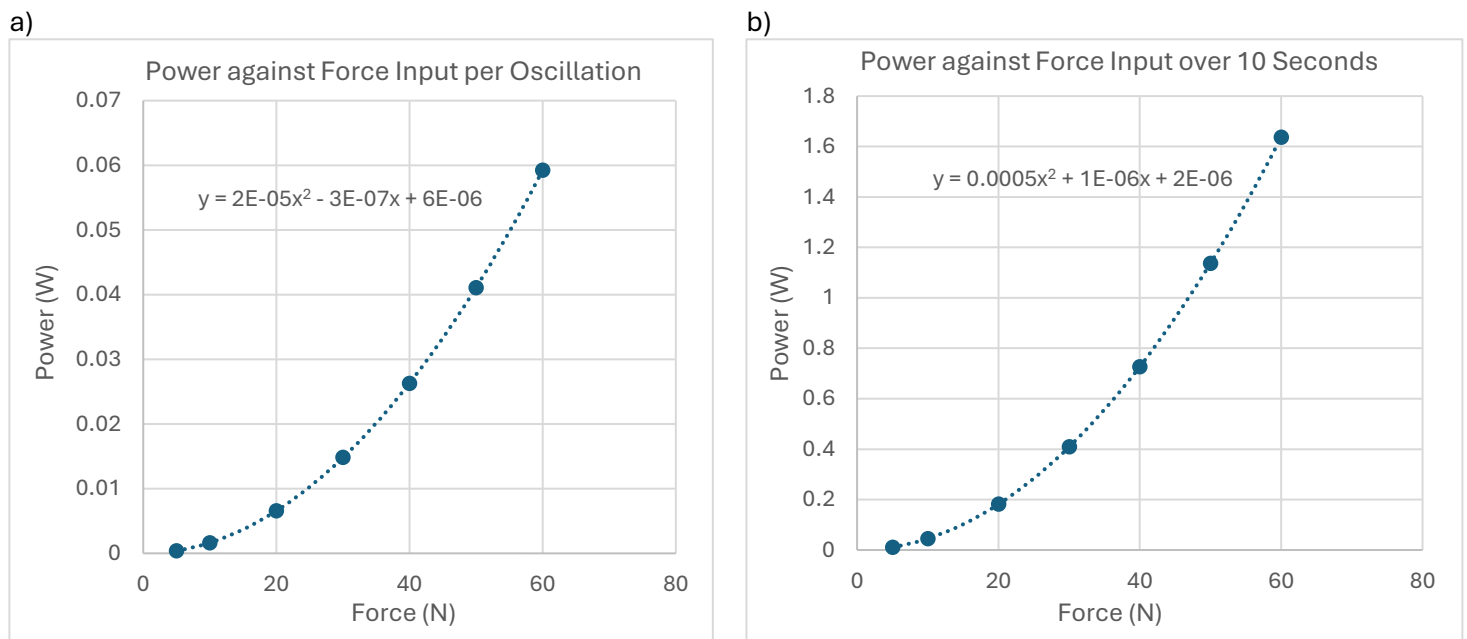 a)
Power against Force Input per Oscillation
0.07
0.06
0.05
0.04
0.03
0.02
0.01
0
y = 2E-05x² - 3E-07x + 6E-06
Power (W)
0 20 40 60 80
Force (N)
b)
Power against Force Input over 10 Seconds
1.8
1.6
1.4
1.2
1
0.8
0.6
0.4
0.2
0
y = 0.0005x² + 1E-06x + 2E-06
Power (W)
0 20 40 60 80
Force (N)